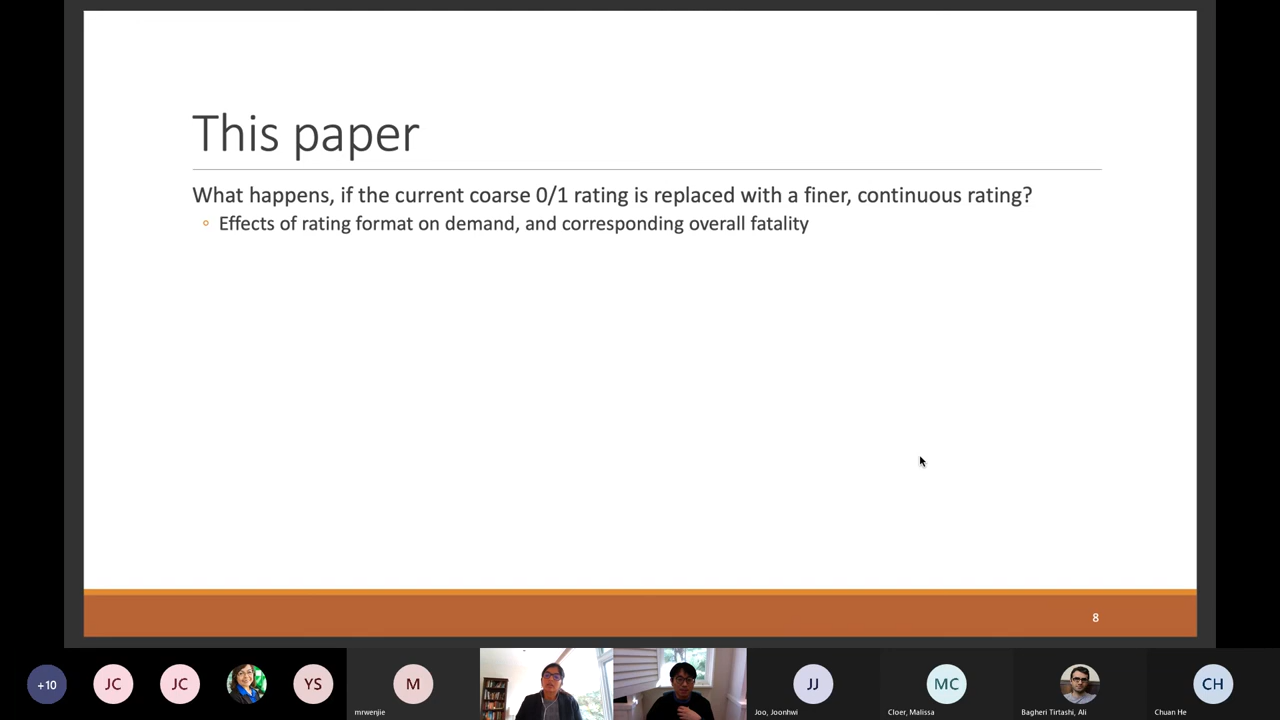 This paper
What happens, if the current coarse 0/1 rating is replaced with a finer, continuous rating?
Effects of rating format on demand, and corresponding overall fatality
8
+10
JC
JC
YS
M
mrwenjie
JJ
Joo, Joonhwi
MC
Cloer, Malissa
Bagheri Tirtashi, Ali
CH
Chuan He